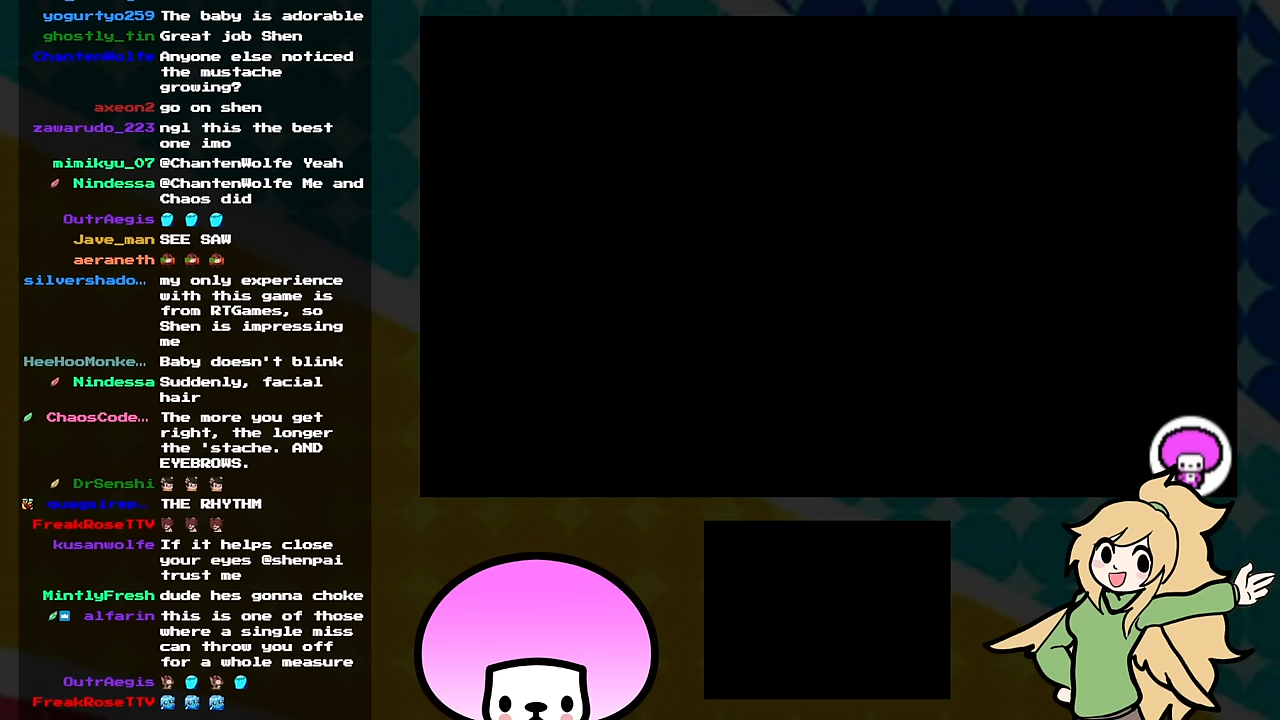 yogurtyo259 The baby is adorable
ghostly_tin Great job Shen
ChantenWolfe Anyone else noticed
the mustache
growing?
axeon2 go on shen
zawarudo_223 ngl this the best
one imo
mimikyu_07 @ChantenWolfe Yeah
Nindessa @ChantenWolfe Me and
Chaos did
OutrAegis
Jave_man SEE SAW
aeraneth
silvershado… my only experience
with this game is
from RTGames, so
Shen is impressing
me
HeeHooMonke… Baby doesn't blink
Nindessa Suddenly, facial
hair
ChaosCode… The more you get
right, the longer
the 'stache. AND
EYEBROWS.
DrSenshi
THE RHYTHM
FreakRoseTTV
kusanwolfe If it helps close
your eyes @shenpai
trust me
MintlyFresh dude hes gonna choke
alfarin this is one of those
where a single miss
can throw you off
for a whole measure
OutrAegis
FreakRoseTTV